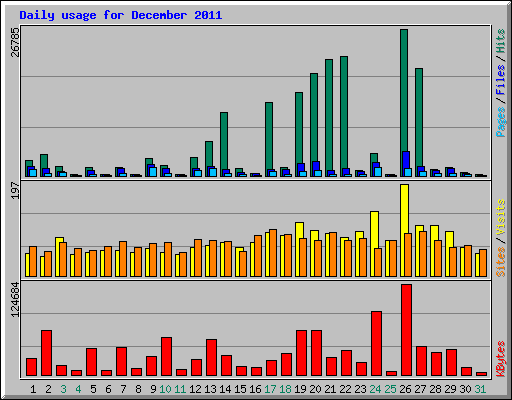 Daily usage for December 2011
26785
Pages / Files / Hits
197
Sites / Visits
124684
KBytes
1 2 3 4 5 6 7 8 9 10 11 12 13 14 15 16 17 18 19 20 21 22 23 24 25 26 27 28 29 30 31